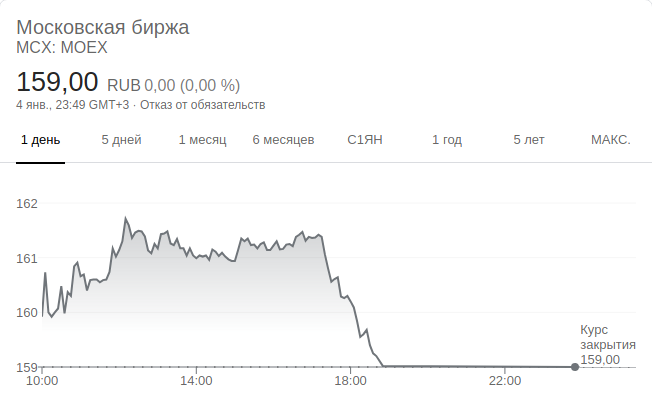 Московская биржа
MCX: MOEX
159,00 RUB 0,00 (0,00 %)
4 янв., 23:49 GMT+3 · Отказ от обязательств
1 день 5 дней 1 месяц 6 месяцев С1ЯН 1 год 5 лет МАКС.
162
161
160
159
Курс
закрытия
159,00
10:00 14:00 18:00 22:00